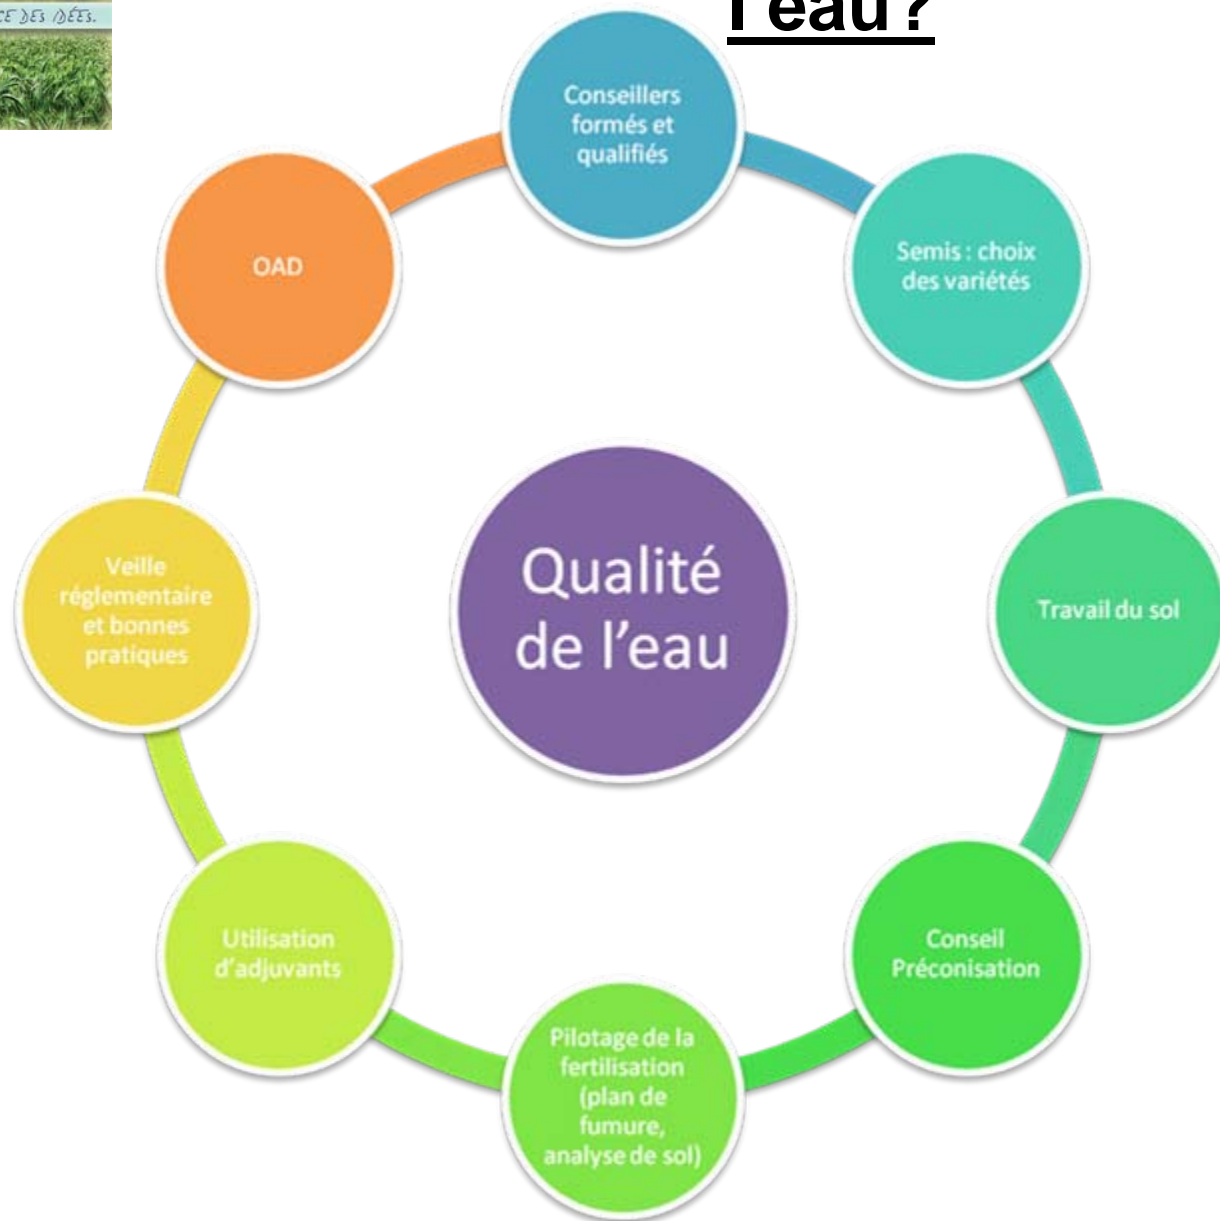 CE DES IDÉES.
l'eau?
Conseillers
formés et
qualifiés
OAD
Semis : choix
des variétés
Qualité
de l'eau
Veille
réglementaire
et bonnes
pratiques
Travail du sol
Utilisation
d'adjuvants
Conseil
Préconisation
Pilotage de la
fertilisation
(plan de
fumure,
analyse de sol)